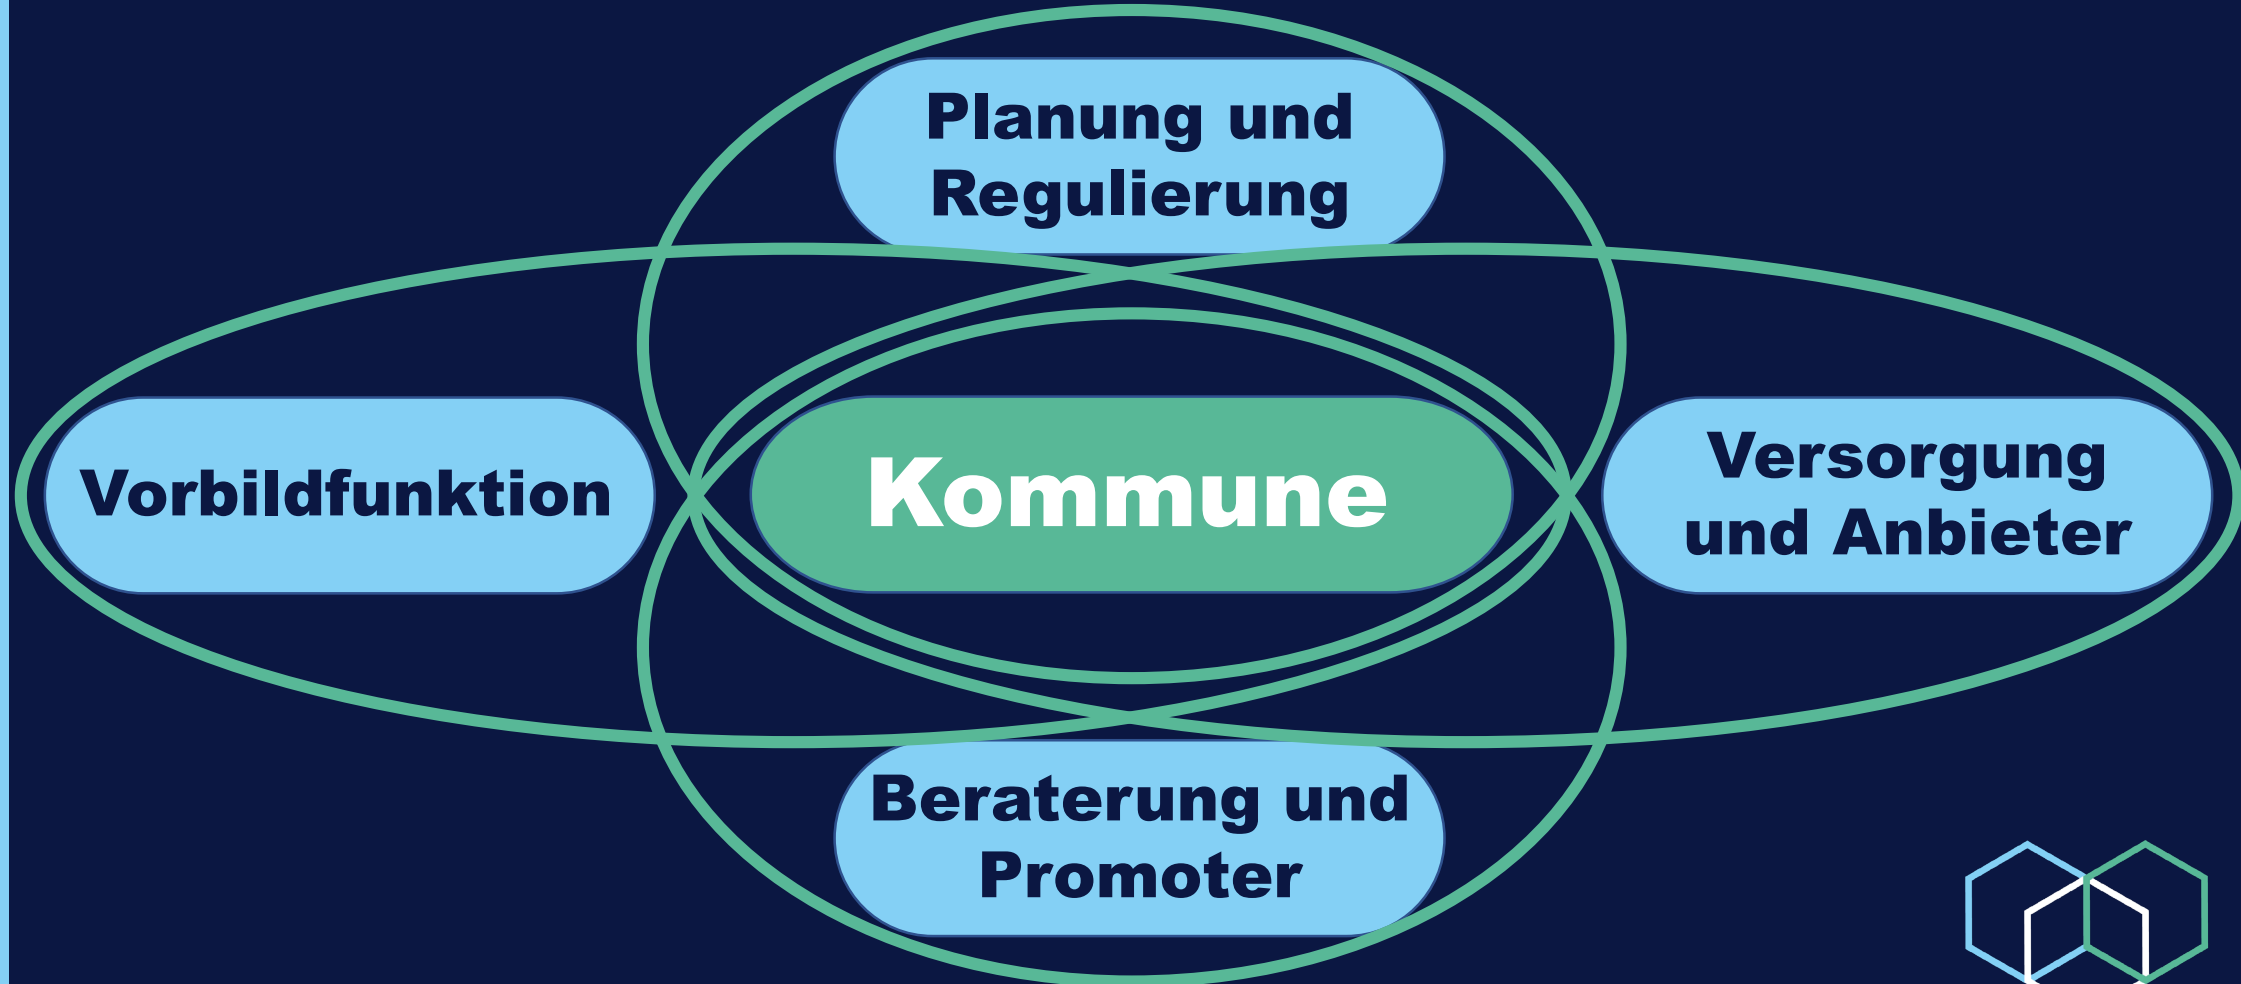 Planung und
Regulierung
Vorbildfunktion
Kommune
Versorgung
und Anbieter
Beraterung und
Promoter